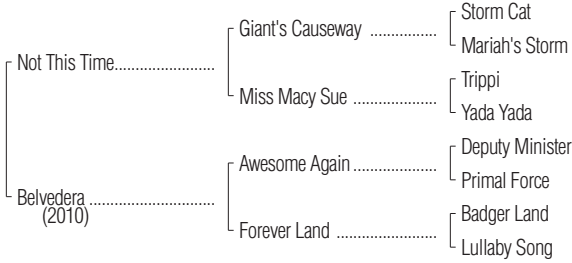 Storm Cat
Giant's Causeway ................
Mariah's Storm
Not This Time........................
Trippi
Miss Macy Sue ....................
Yada Yada
Deputy Minister
Awesome Again....................
Primal Force
Belvedera ..............................
(2010)
Badger Land
Forever Land ........................
Lullaby Song